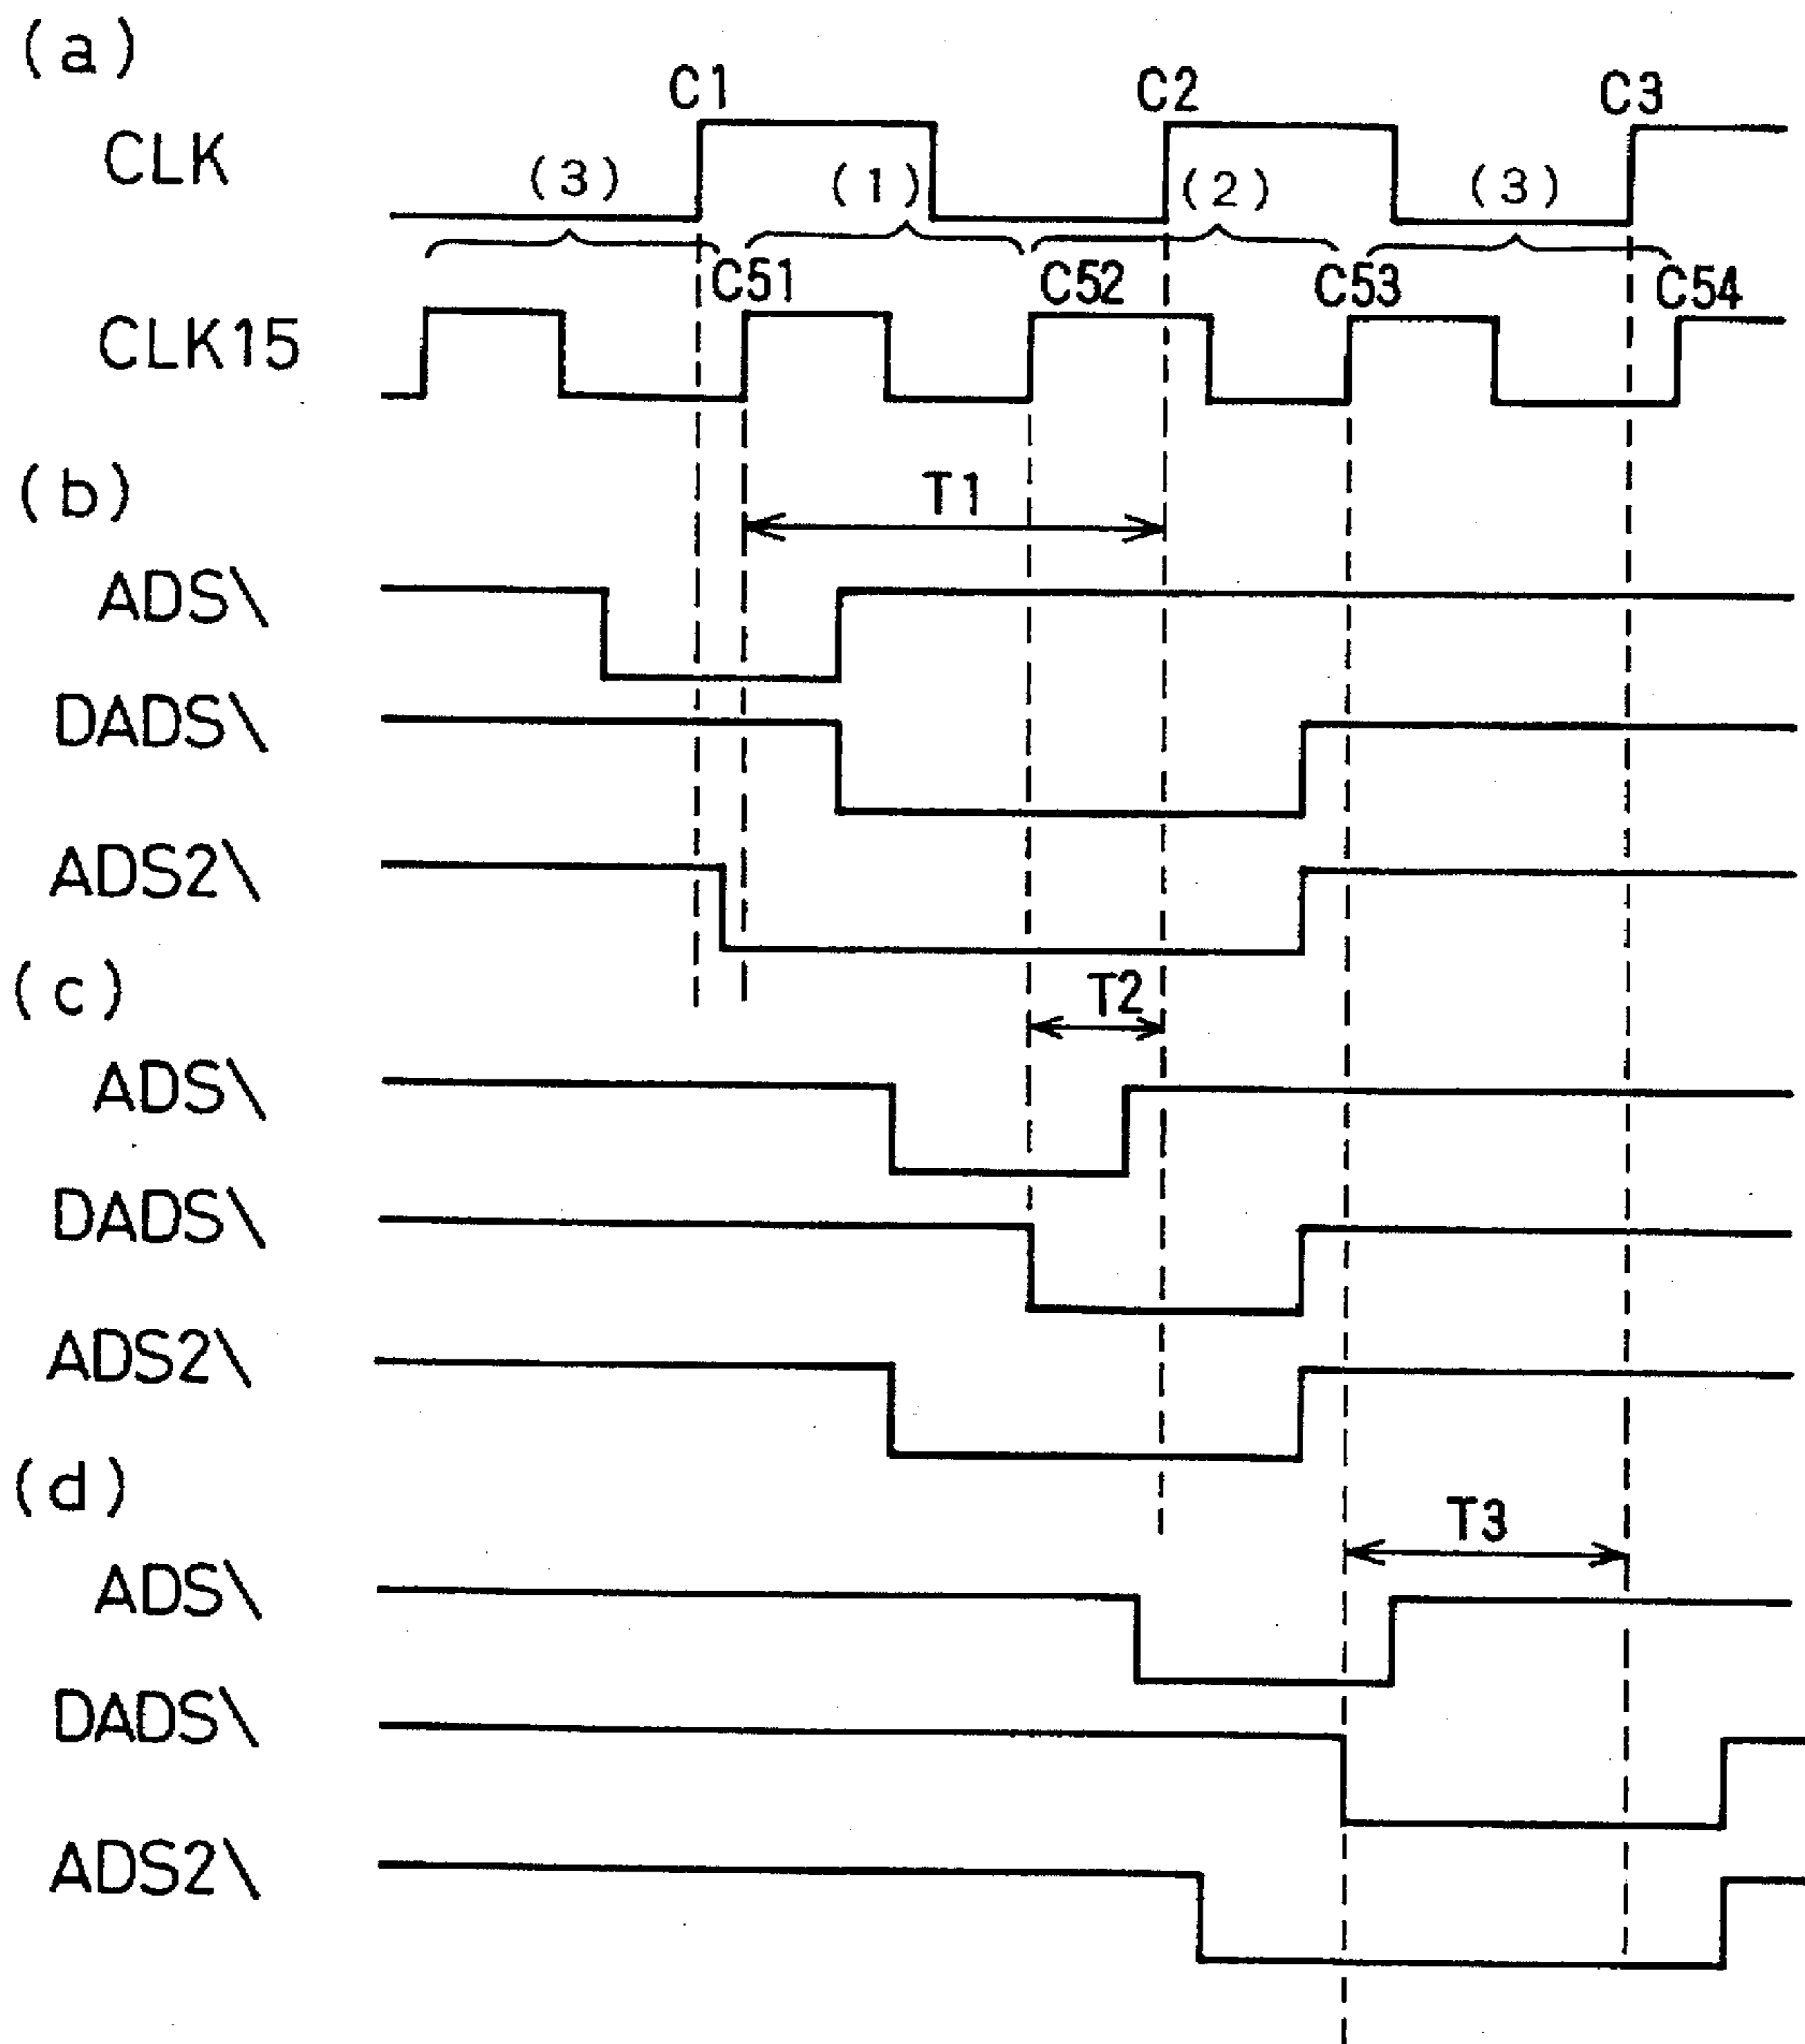 (a)
C1 C2 C3
CLK
(3) (1) (2) (3)
C51 C52 C53 C54
CLK15
(b)
T1
ADS\
DADS\
ADS2\
(c)
T2
ADS\
DADS\
ADS2\
(d)
T3
ADS\
DADS\
ADS2\